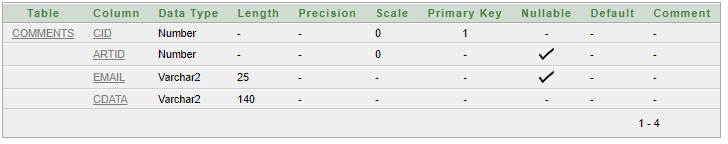 Table Column Data Type Length Precision Scale Primary Key Nullable Default Comment
COMMENTS CID Number - - 0 1 - - -
ARTID Number - - 0 - - -
EMAIL Varchar2 25 - - - - -
CDATA Varchar2 140 - - - - - -
1 - 4